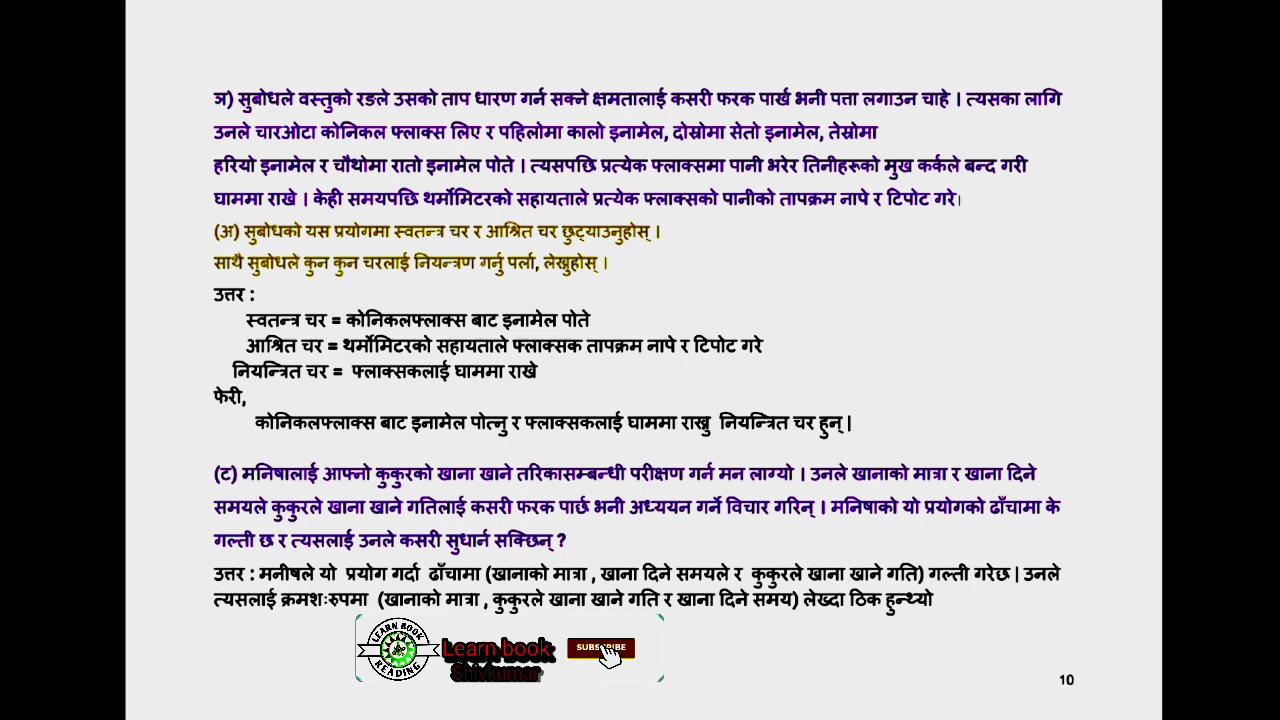 ञ) सुबोधले वस्तुको रङले उसको ताप धारण गर्न सक्ने क्षमतालाई कसरी फरक पार्ख भनी पत्ता लगाउन चाहे । त्यसका लागि
उनले चारओटा कोनिकल फ्लाक्स लिए र पहिलोमा कालो इनामेल, दोस्रोमा सेतो इनामेल, तेस्रोमा
हरियो इनामेल र चौथोमा रातो इनामेल पोते । त्यसपछि प्रत्येक फ्लाक्समा पानी भरेर तिनीहरूको मुख कर्कले बन्द गरी
घाममा राखे । केही समयपछि थर्मोमिटरको सहायताले प्रत्येक फ्लाक्सको पानीको तापक्रम नापे र टिपोट गरे।
(अ) सुबोधको यस प्रयोगमा स्वतन्त्र चर र आश्रित चर छुट्याउनुहोस् ।
साथै सुबोधले कुन कुन चरलाई नियन्त्रण गर्नु पर्ला, लेख्नुहोस् ।
उत्तर :
स्वतन्त्र चर = कोनिकलफ्लाक्स बाट इनामेल पोते
आश्रित चर = थर्मोमिटरको सहायताले फ्लाक्सक तापक्रम नापे र टिपोट गरे
नियन्त्रित चर = फ्लाक्सकलाई घाममा राखे
फेरी,
कोनिकलफ्लाक्स बाट इनामेल पोत्नु र फ्लाक्सकलाई घाममा राख्नु नियन्त्रित चर हुन् |
(ट) मनिषालाई आफ्नो कुकुरको खाना खाने तरिकासम्बन्धी परीक्षण गर्न मन लाग्यो । उनले खानाको मात्रा र खाना दिने
समयले कुकुरले खाना खाने गतिलाई कसरी फरक पार्छ भनी अध्ययन गर्ने विचार गरिन् । मनिषाको यो प्रयोगको ढाँचामा के
गल्ती छ र त्यसलाई उनले कसरी सुधार्न सक्छिन् ?
उत्तर : मनीषले यो प्रयोग गर्दा ढाँचामा (खानाको मात्रा , खाना दिने समयले र कुकुरले खाना खाने गति) गल्ती गरेछ | उनले
त्यसलाई क्रमशःरुपमा (खानाको मात्रा , कुकुरले खाना खाने गति र खाना दिने समय) लेख्दा ठिक हुन्थ्यो
LEARN BOOK READING
Learn book
Shivkumar
SUBSCRIBE
10